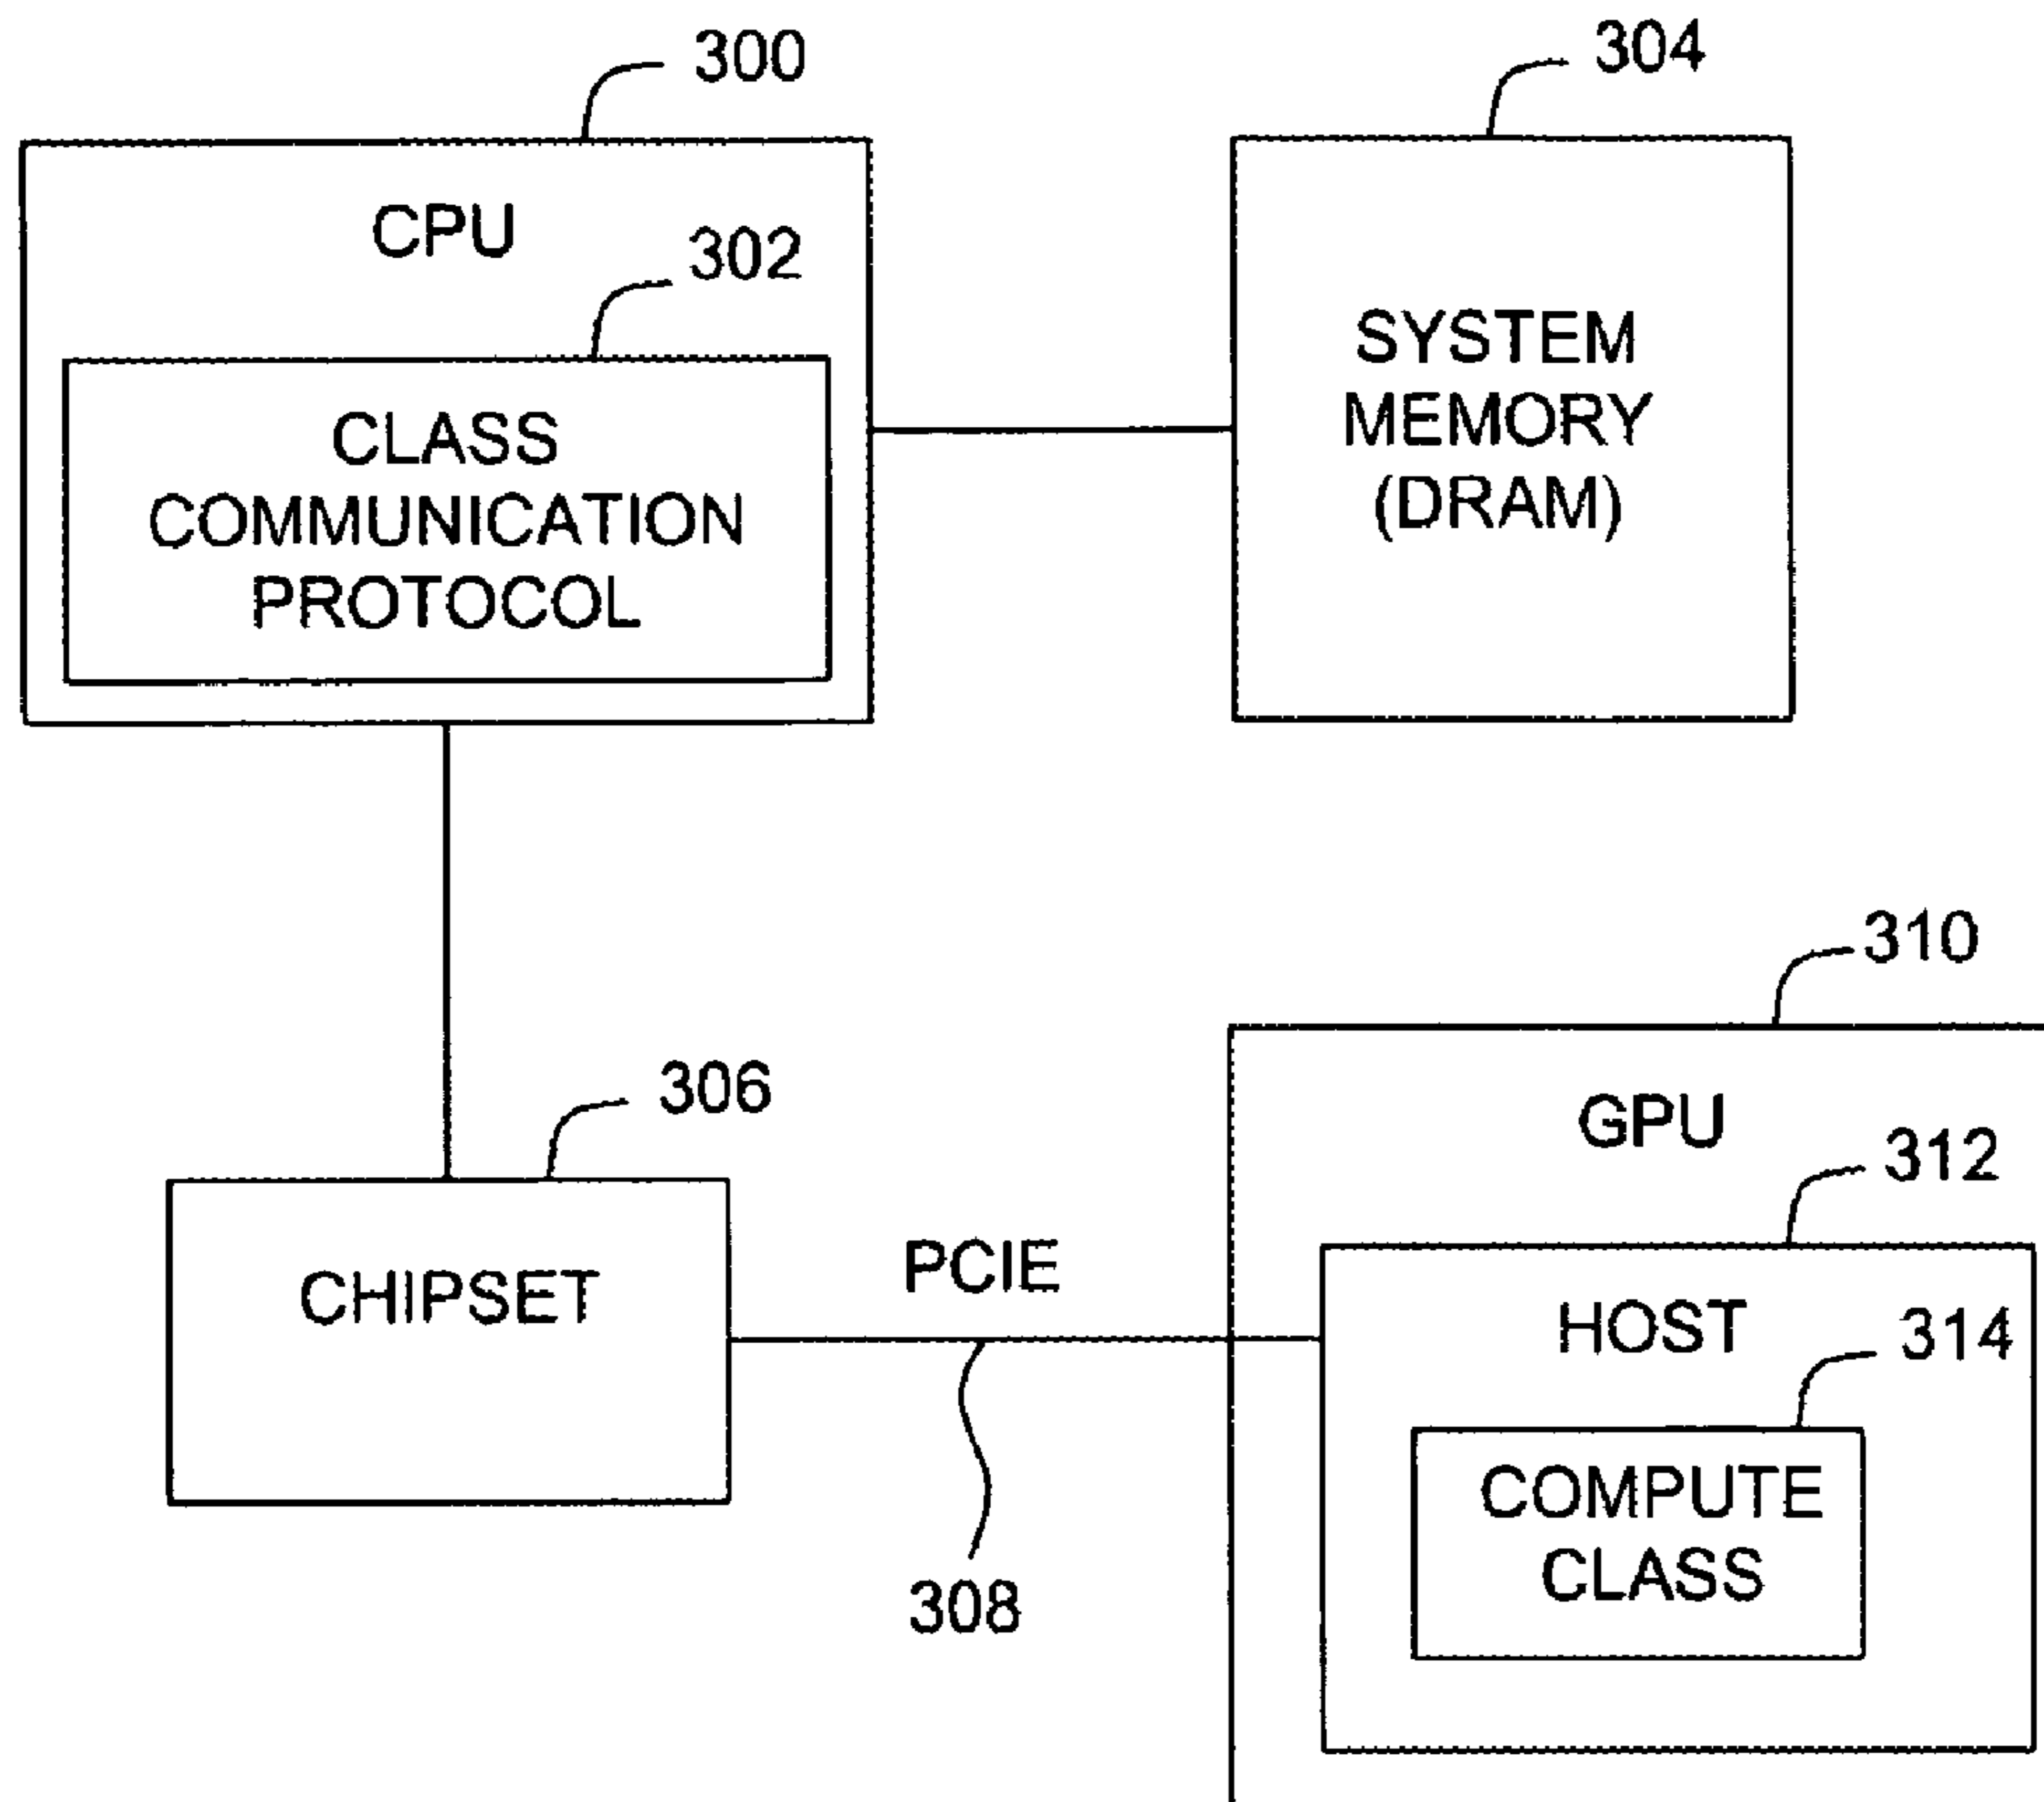 300
304
CPU
302
CLASS
COMMUNICATION
PROTOCOL
SYSTEM
MEMORY
(DRAM)
310
306
GPU
312
CHIPSET
PCIE
HOST
314
COMPUTE
CLASS
308